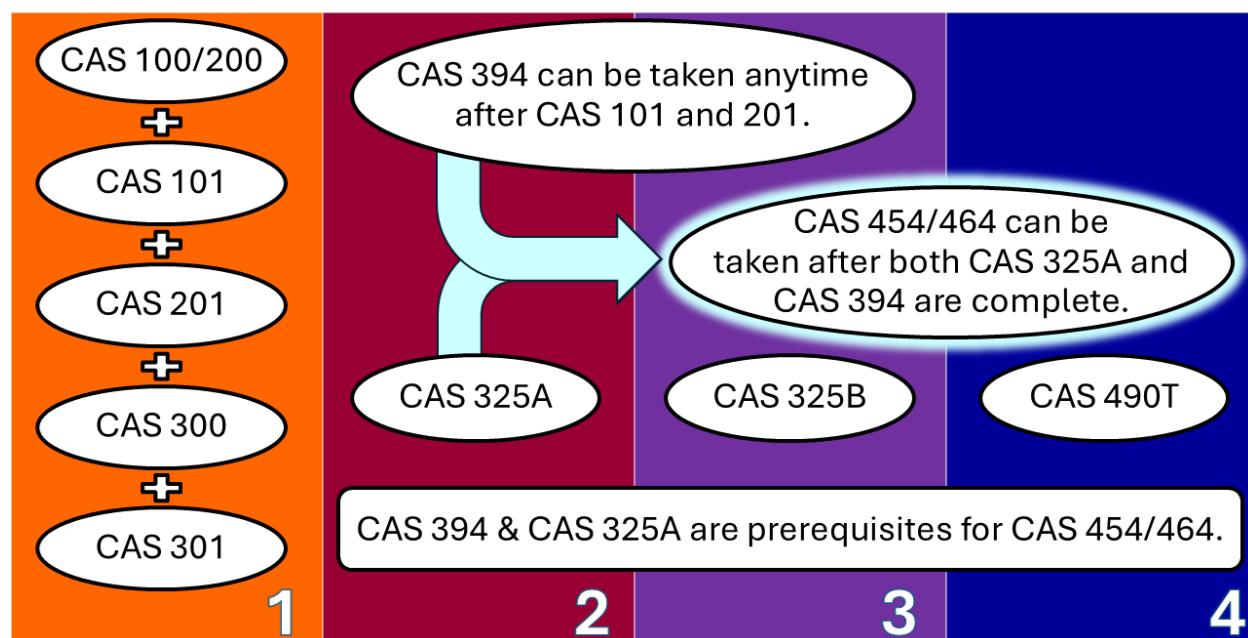 CAS 100/200
CAS 101
CAS 201
CAS 300
CAS 301
1
CAS 394 can be taken anytime
after CAS 101 and 201.
CAS 454/464 can be
taken after both CAS 325A and
CAS 394 are complete.
CAS 325A
CAS 325B
CAS 490T
CAS 394 & CAS 325A are prerequisites for CAS 454/464.
2
3
4